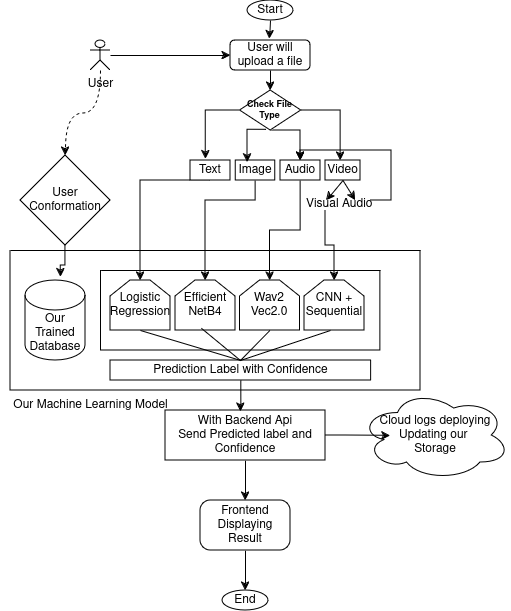 Start
User will
upload a file
User
Check File
Type
Text
Image
Audio
Video
Visual Audio
User
Conformation
Our
Trained
Database
Logistic
Regression
Efficient
NetB4
Wav2
Vec2.0
CNN +
Sequential
Prediction Label with Confidence
Our Machine Learning Model
With Backend Api
Send Predicted label and
Confidence
Cloud logs deploying
Updating our
Storage
Frontend
Displaying
Result
End